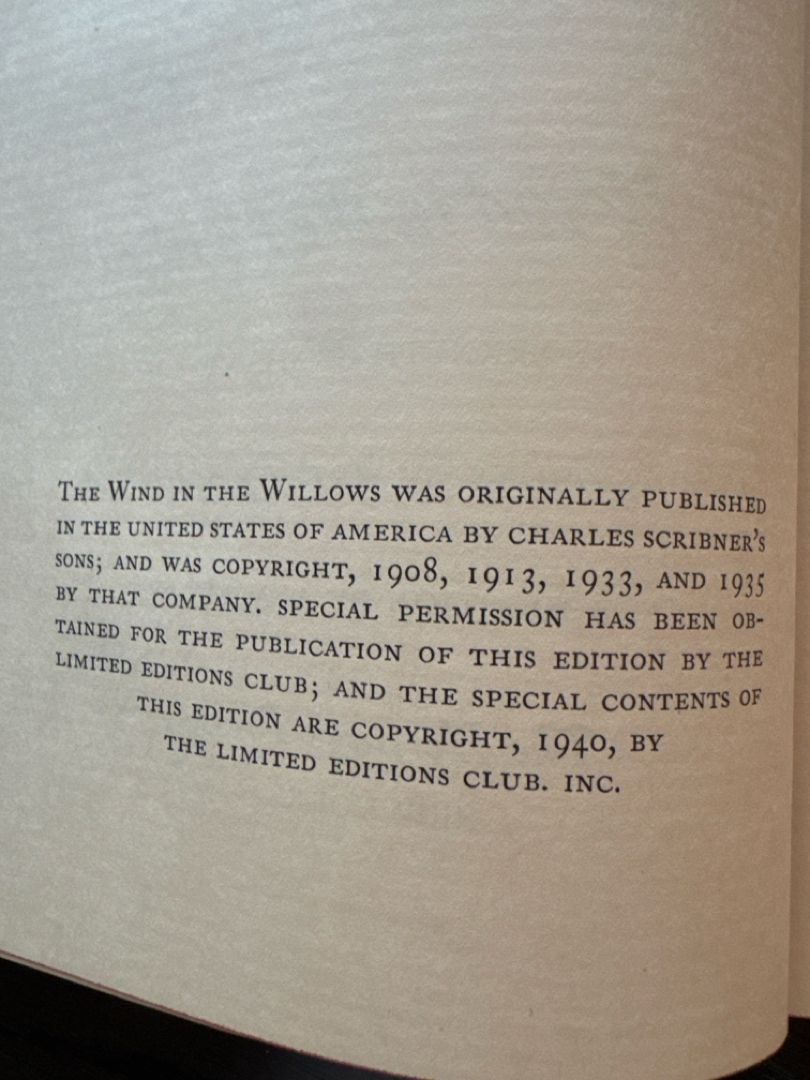 THE WIND IN THE WILLOWS WAS ORIGINALLY PUBLISHED
IN THE UNITED STATES OF AMERICA BY CHARLES SCRIBNER'S
SONS; AND WAS COPYRIGHT, 1908, 1913, 1933, AND 1935
BY THAT COMPANY. SPECIAL PERMISSION HAS BEEN OB-
TAINED FOR THE PUBLICATION OF THIS EDITION BY THE
LIMITED EDITIONS CLUB; AND THE SPECIAL CONTENTS OF
THIS EDITION ARE COPYRIGHT, 1940, BY
THE LIMITED EDITIONS CLUB. INC.